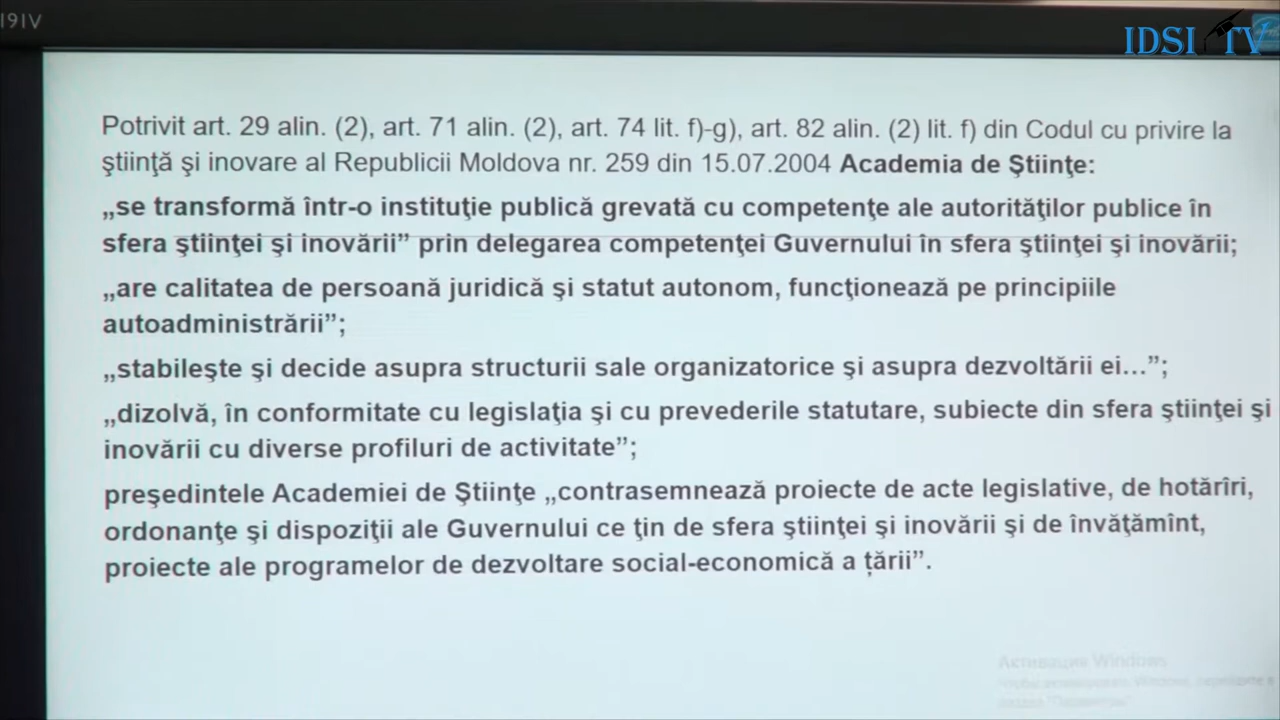 I9IV
IDSI TV
Potrivit art. 29 alin. (2), art. 71 alin. (2), art. 74 lit. f)-g), art. 82 alin. (2) lit. f) din Codul cu privire la
ştiinţă şi inovare al Republicii Moldova nr. 259 din 15.07.2004 Academia de Ştiinţe:
„se transformă într-o instituţie publică grevată cu competenţe ale autorităţilor publice în
sfera ştiinţei şi inovării” prin delegarea competenţei Guvernului în sfera ştiinţei şi inovării;
„are calitatea de persoană juridică şi statut autonom, funcţionează pe principiile
autoadministrării”;
„stabileşte şi decide asupra structurii sale organizatorice şi asupra dezvoltării ei...”;
„dizolvă, în conformitate cu legislaţia şi cu prevederile statutare, subiecte din sfera ştiinţei şi
inovării cu diverse profiluri de activitate”;
preşedintele Academiei de Ştiinţe „contrasemnează proiecte de acte legislative, de hotărîri,
ordonanţe şi dispoziţii ale Guvernului ce ţin de sfera ştiinţei şi inovării şi de învăţămînt,
proiecte ale programelor de dezvoltare social-economică a țării”.
Активация Windows
Чтобы активировать Windows, перейдите в
раздел "Параметры".